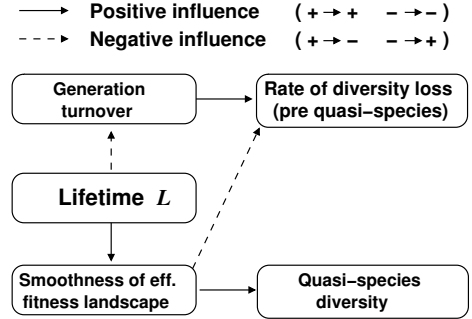 Positive influence ( + → + − → − )
Negative influence ( + → − − → + )
Generation
turnover
Rate of diversity loss
(pre quasi−species)
Lifetime L
Smoothness of eff.
fitness landscape
Quasi−species
diversity